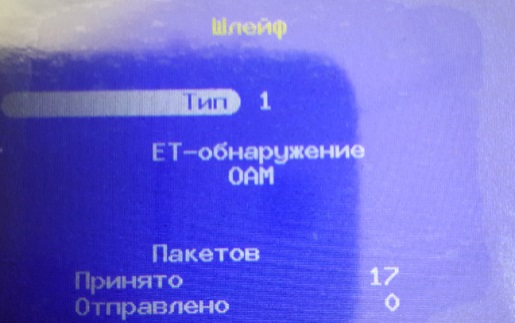 Шлейф
Тип 1
ET-обнаружение
OAM
Пакетов
Принято 17
Отправлено 0